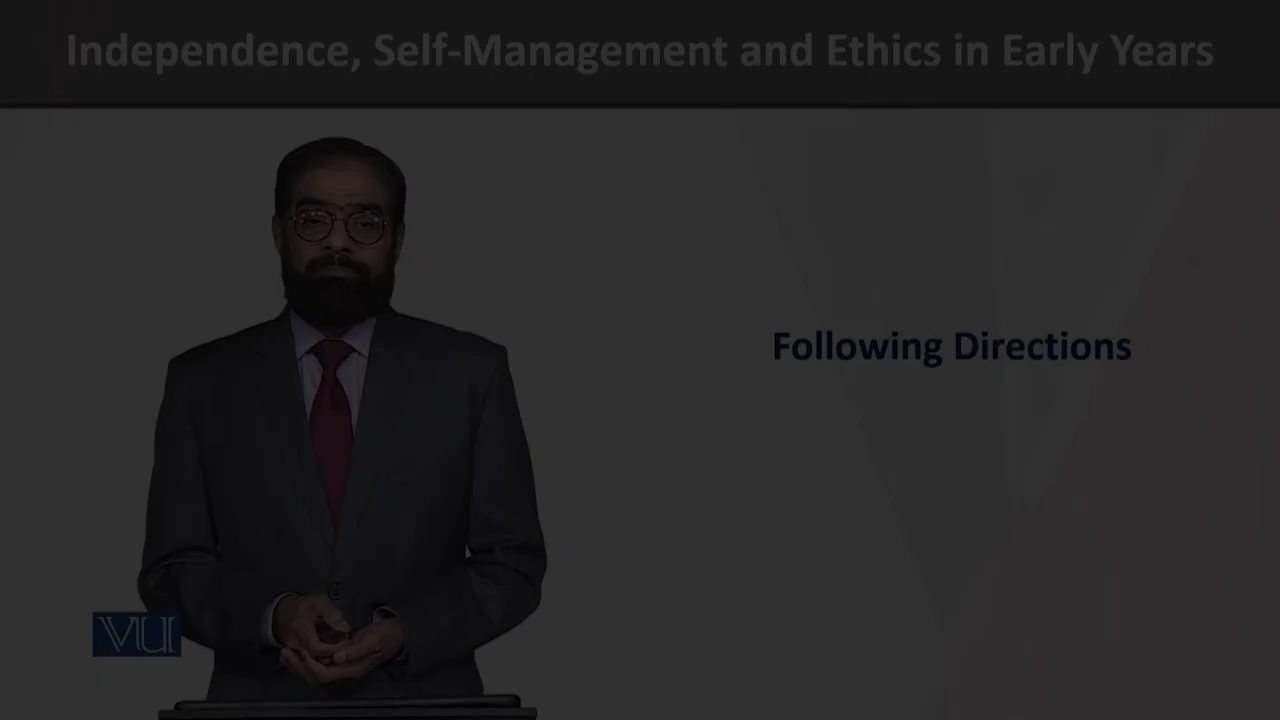 Independence, Self-Management and Ethics in Early Years
Following Directions
VU